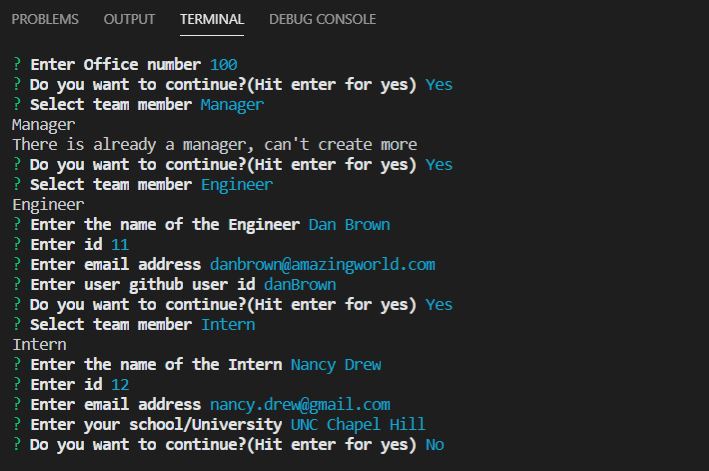 PROBLEMS OUTPUT TERMINAL DEBUG CONSOLE
? Enter Office number 100
? Do you want to continue?(Hit enter for yes) Yes
? Select team member Manager
Manager
There is already a manager, can't create more
? Do you want to continue?(Hit enter for yes) Yes
? Select team member Engineer
Engineer
? Enter the name of the Engineer Dan Brown
? Enter id 11
? Enter email address danbrown@amazingworld.com
? Enter user github user id danBrown
? Do you want to continue?(Hit enter for yes) Yes
? Select team member Intern
Intern
? Enter the name of the Intern Nancy Drew
? Enter id 12
? Enter email address nancy.drew@gmail.com
? Enter your school/University UNC Chapel Hill
? Do you want to continue?(Hit enter for yes) No